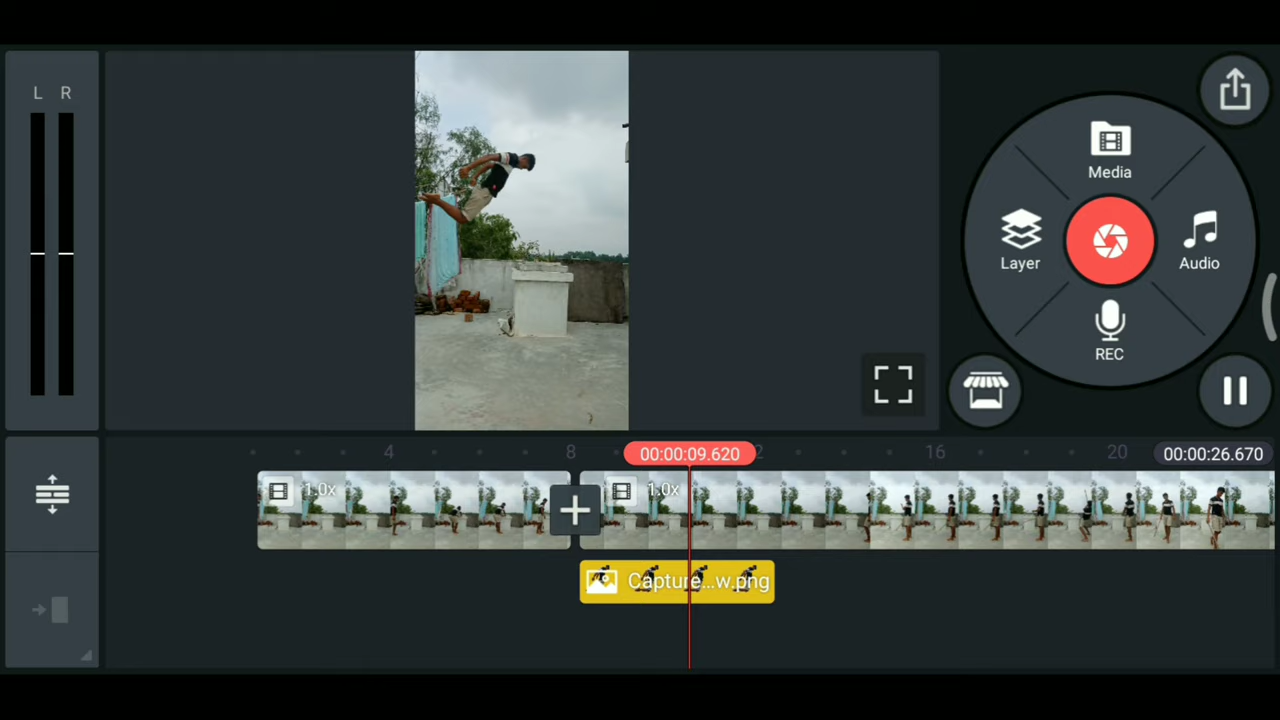 L R
Media
Layer
Audio
REC
4 8 2 16 20
00:00:09.620
00:00:26.670
1.0x
1.0x
Capture...w.png